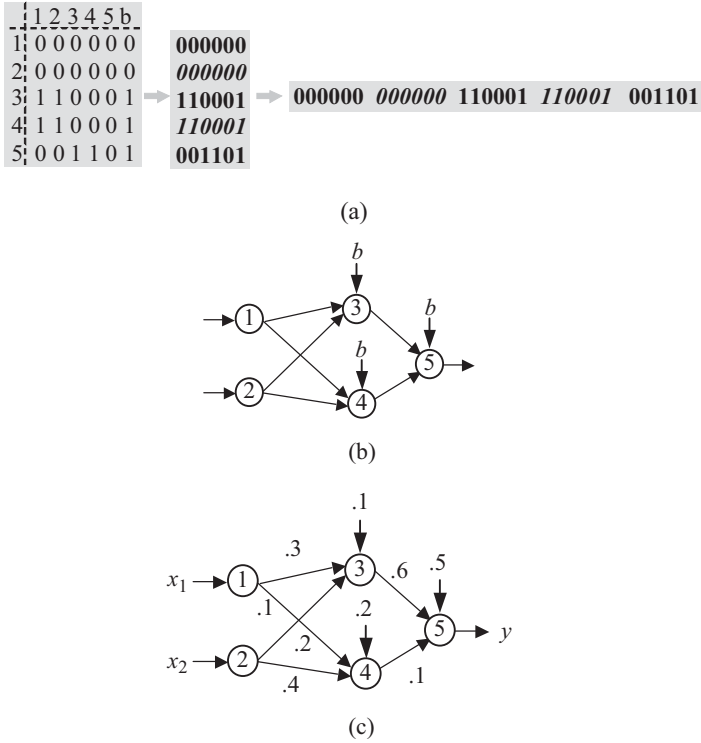 1 2 3 4 5 b
1 0 0 0 0 0 0
2 0 0 0 0 0 0
3 1 1 0 0 0 1
4 1 1 0 0 0 1
5 0 0 1 1 0 1
000000
000000
110001
110001
001101
000000 000000 110001 110001 001101
(a)
b
b
1
3
b
5
2
4
(b)
.1
.3
.5
x1
1
3
.6
.1
.2
5
y
x2
2
.2
4
.4
.1
(c)